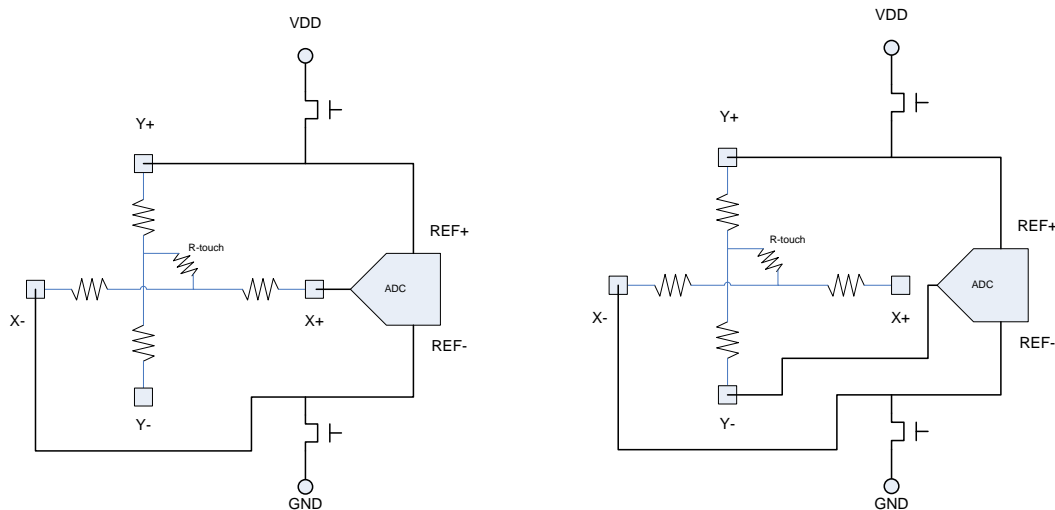 VDD
Y+
REF+
R-touch
ADC
X-
X+
REF-
Y-
GND
VDD
Y+
REF+
R-touch
ADC
X-
X+
REF-
Y-
GND